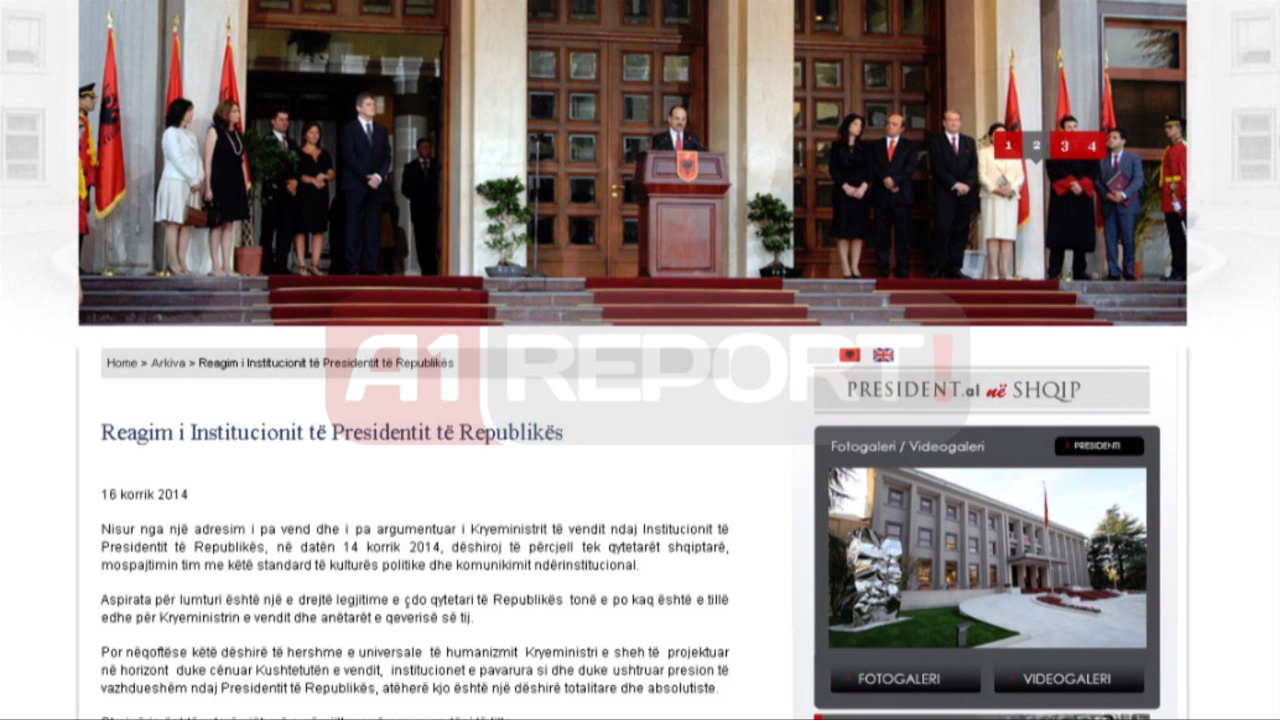 1 2 3 4
A1 REPORT!
Home » Arkiva » Reagim i Institucionit të Presidentit të Republikës
PRESIDENT.al në SHQIP
Reagim i Institucionit të Presidentit të Republikës
Fotogaleri / Videogaleri
PRESIDENTI
16 korrik 2014
Nisur nga një adresim i pa vend dhe i pa argumentuar i Kryeministrit të vendit ndaj Institucionit të
Presidentit të Republikës, në datën 14 korrik 2014, dëshiroj të përcjell tek qytetarët shqiptarë,
mospajtimin tim me këtë standard të kulturës politike dhe komunikimit ndërinstitucional.
Aspirata për lumturi është një e drejtë legjitime e çdo qytetari të Republikës tonë e po kaq është e tillë
edhe për Kryeministrin e vendit dhe anëtarët e qeverisë së tij.
Por nëqoftëse këtë dëshirë të hershme e universale të humanizmit Kryeministri e sheh të projektuar
në horizont duke cënuar Kushtetutën e vendit, institucionet e pavarura si dhe duke ushtruar presion të
vazhdueshëm ndaj Presidentit të Republikës, atëherë kjo është një dëshirë totalitare dhe absolutiste.
FOTOGALERI
VIDEOGALERI